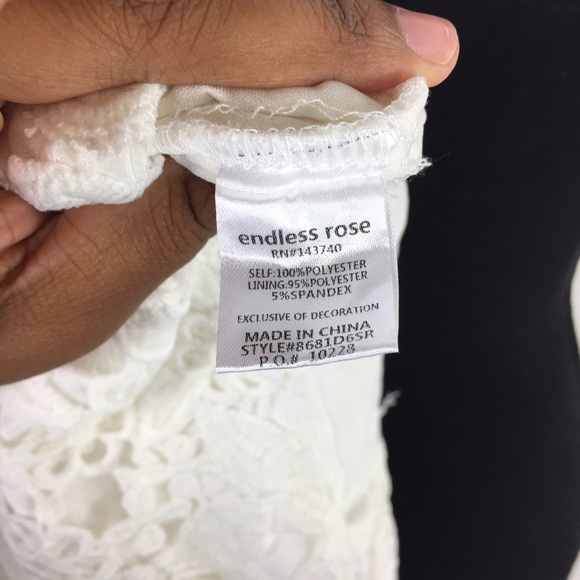 endless rose
RN#143740
SELF:100%POLYESTER
LINING:95%POLYESTER
5%SPANDEX
EXCLUSIVE OF DECORATION
MADE IN CHINA
STYLE#8681D6SR
P.O.# 10228